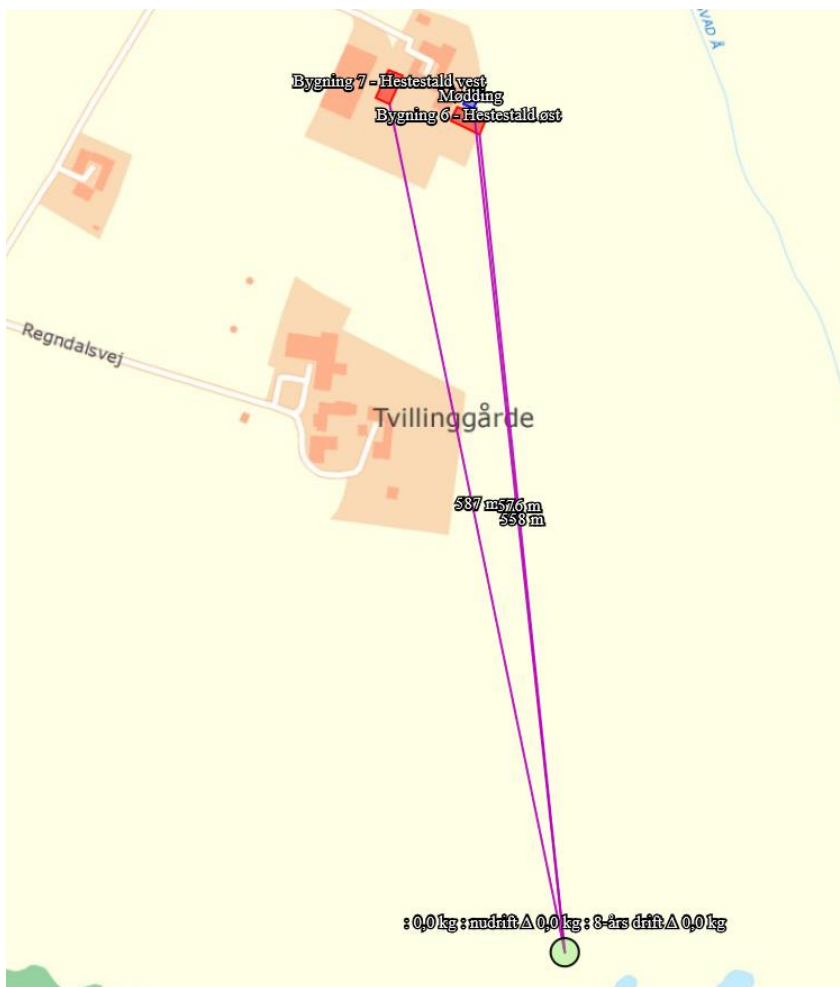 VAD Å
Bygning 7 - Hestestald vest
Mødding
Bygning 6 - Hestestald øst
Regndalsvej
Tvillinggårde
587 m
576 m
558 m
: 0,0 kg : nudrift Δ 0,0 kg : 8-års drift Δ 0,0 kg